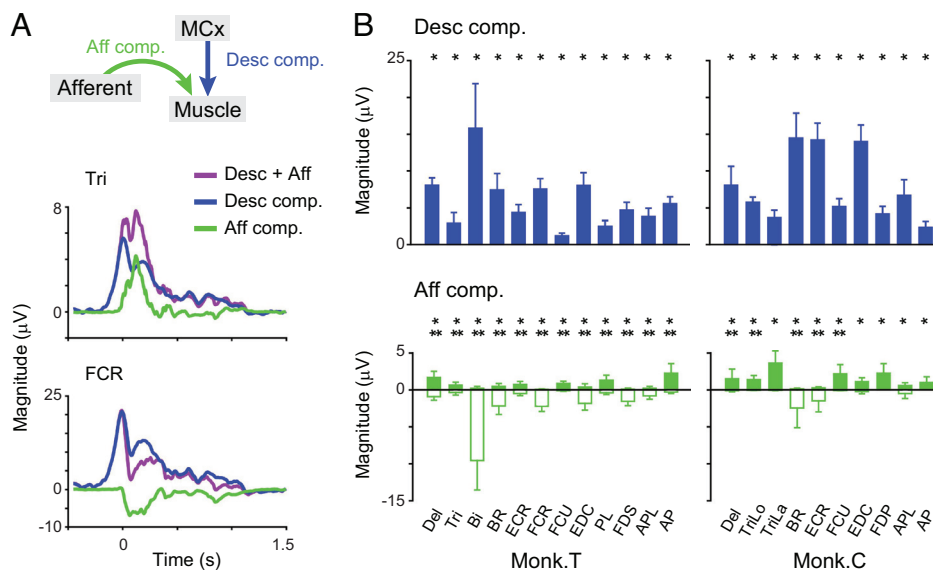 A
MCx
Aff comp.
Desc comp.
Afferent
Muscle
Tri
Desc + Aff
Desc comp.
Aff comp.
8
0
Magnitude (μV)
FCR
25
0
-10
Magnitude (μV)
0 1.5
Time (s)
B
Desc comp.
25
0
Magnitude (μV)
* * * * * * * * * * * *
* * * * * * * * * * *
Aff comp.
* * * * * * * * * * * *
** ** ** ** ** ** ** ** ** ** ** **
* * * * * * * * * * *
** ** ** ** **
5
0
-15
Magnitude (μV)
Del Tri Bi BR ECR FCR FCU EDC PL FDS APL AP
Monk.T
Del TriLo TriLa BR ECR FCU EDC FDP APL AP
Monk.C